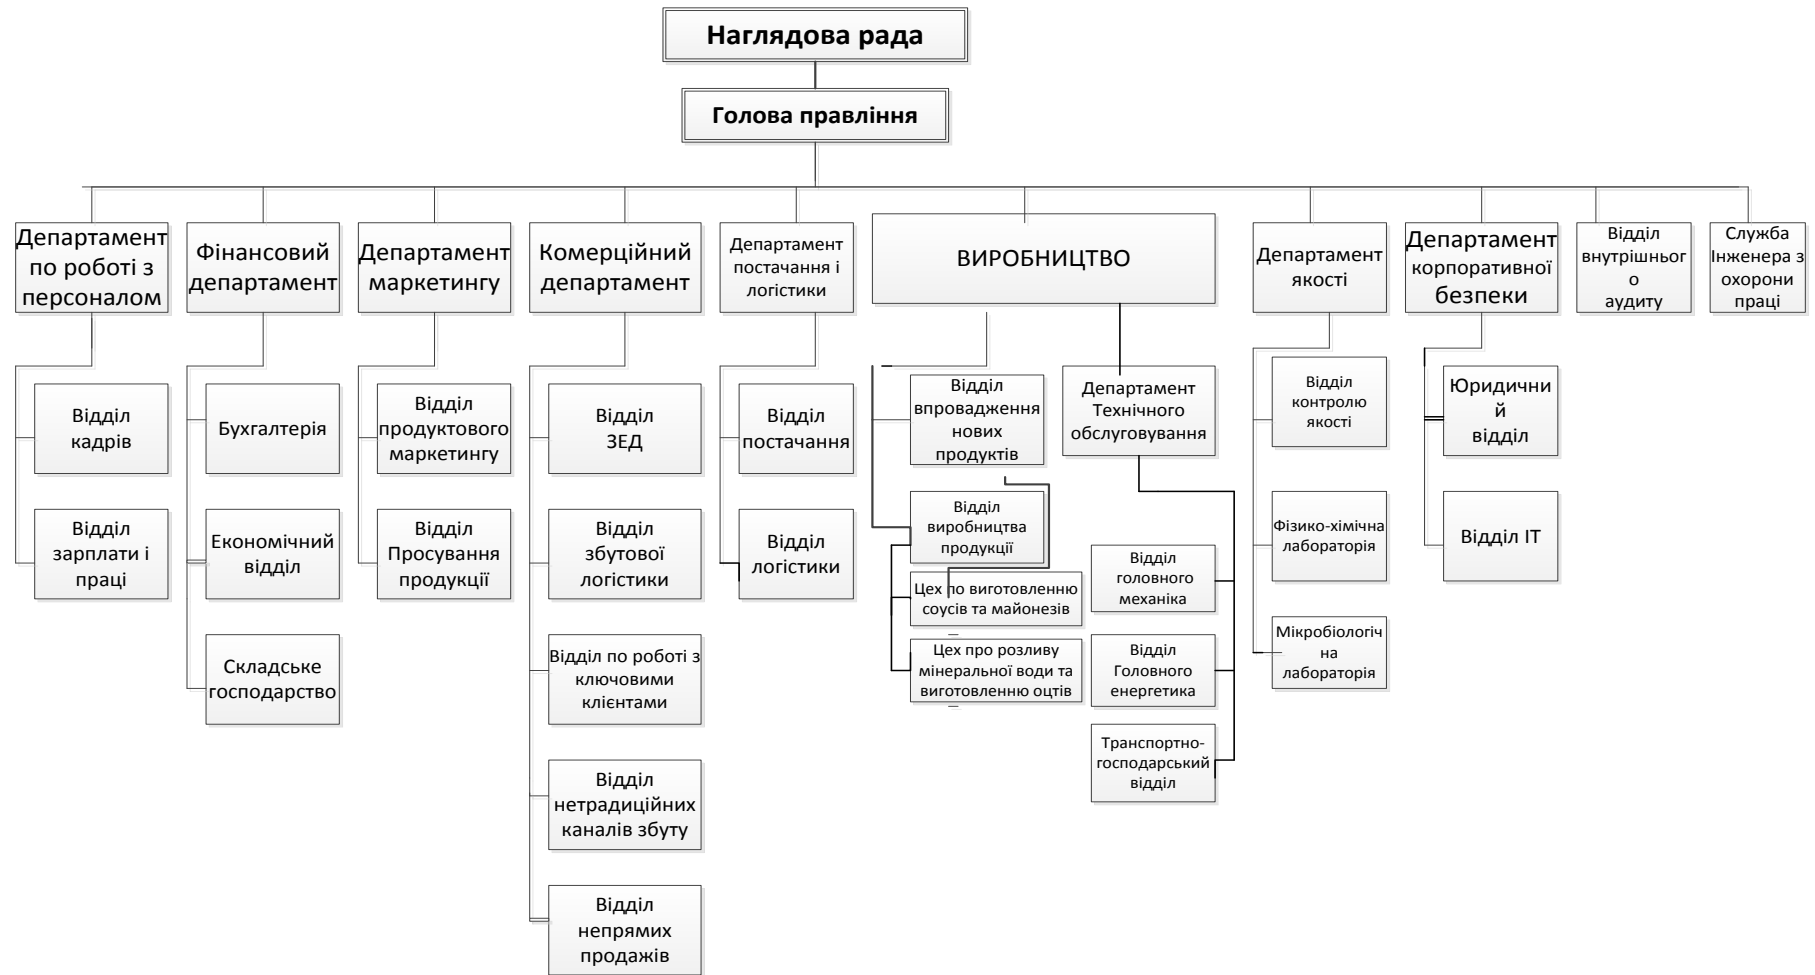 Наглядова рада
Голова правління
Департамент
по роботі з
персоналом
Фінансовий
департамент
Департамент
маркетингу
Комерційний
департамент
Департамент
постачання і
логістики
ВИРОБНИЦТВО
Департамент
якості
Департамент
корпоративної
безпеки
Відділ
внутрішньог
о
аудиту
Служба
Інженера з
охорони
праці
Відділ
кадрів
Відділ
зарплати і
праці
Бухгалтерія
Економічний
відділ
Складське
господарство
Відділ
продуктового
маркетингу
Відділ
Просування
продукції
Відділ
ЗЕД
Відділ
збутової
логістики
Відділ по роботі з
ключовими
клієнтами
Відділ
нетрадиційних
каналів збуту
Відділ
непрямих
продажів
Відділ
постачання
Відділ
логістики
Відділ
впровадження
нових
продуктів
Відділ
виробництва
продукції
Цех по виготовленню
соусів та майонезів
Цех про розливу
мінеральної води та
виготовленню оцтів
Департамент
Технічного
обслуговування
Відділ
головного
механіка
Відділ
Головного
енергетика
Транспортно-
господарський
відділ
Відділ
контролю
якості
Фізико-хімічна
лабораторія
Мікробіологіч
на
лабораторія
Юридични
й
відділ
Відділ ІТ